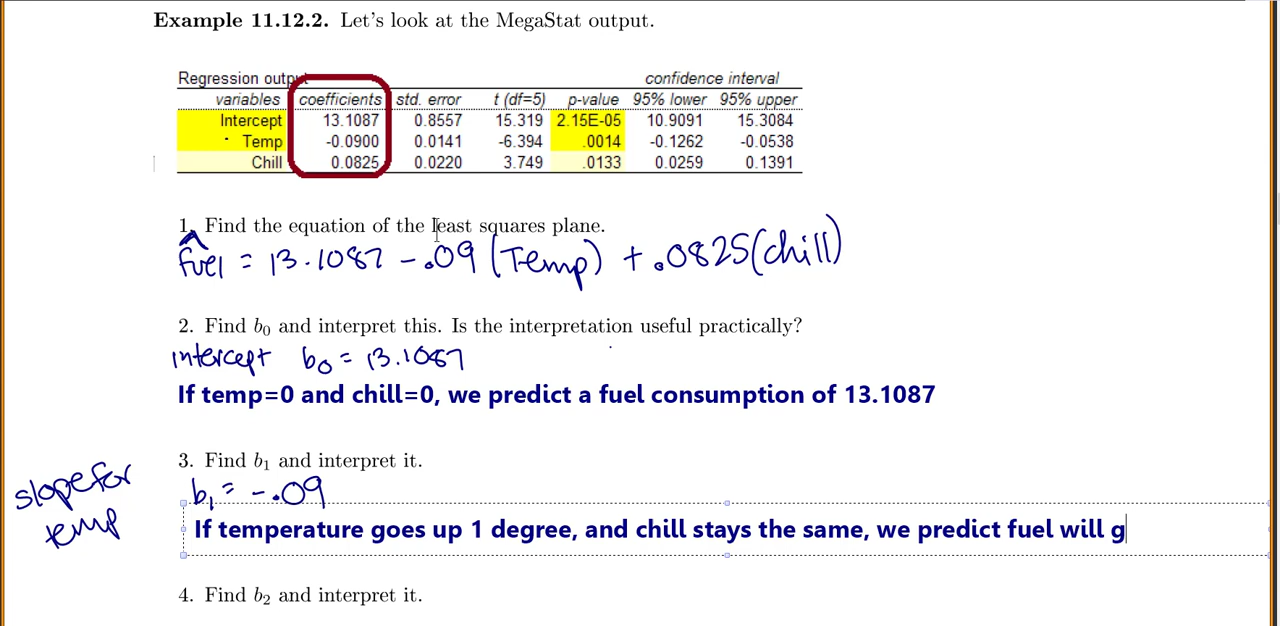 Example 11.12.2. Let's look at the MegaStat output.
Regression outpu confidence interval
variables coefficients std. error t (df=5) p-value 95% lower 95% upper
Intercept 13.1087 0.8557 15.319 2.15E-05 10.9091 15.3084
Temp -0.0900 0.0141 -6.394 .0014 -0.1262 -0.0538
Chill 0.0825 0.0220 3.749 .0133 0.0259 0.1391
1. Find the equation of the least squares plane.
fuel = 13.1087 - .09 (Temp) + .0825(chill)
2. Find b₀ and interpret this. Is the interpretation useful practically?
intercept b₀ = 13.1087
If temp=0 and chill=0, we predict a fuel consumption of 13.1087
3. Find b₁ and interpret it.
slope for
b₁ = -.09
temp
If temperature goes up 1 degree, and chill stays the same, we predict fuel will g
4. Find b₂ and interpret it.